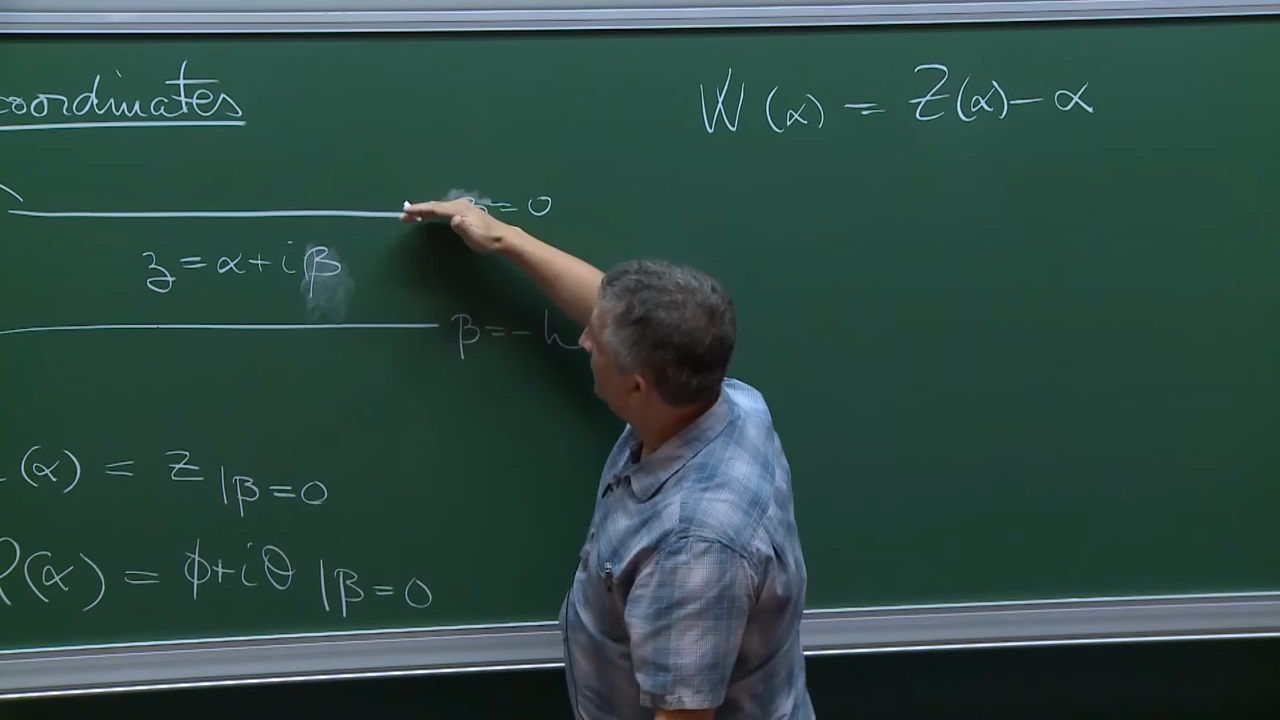 coordinates
β = 0
z = α + iβ
β = - h
(α) = z |β=0
(α) = ϕ + iθ |β=0
W(α) = Z(α) - α